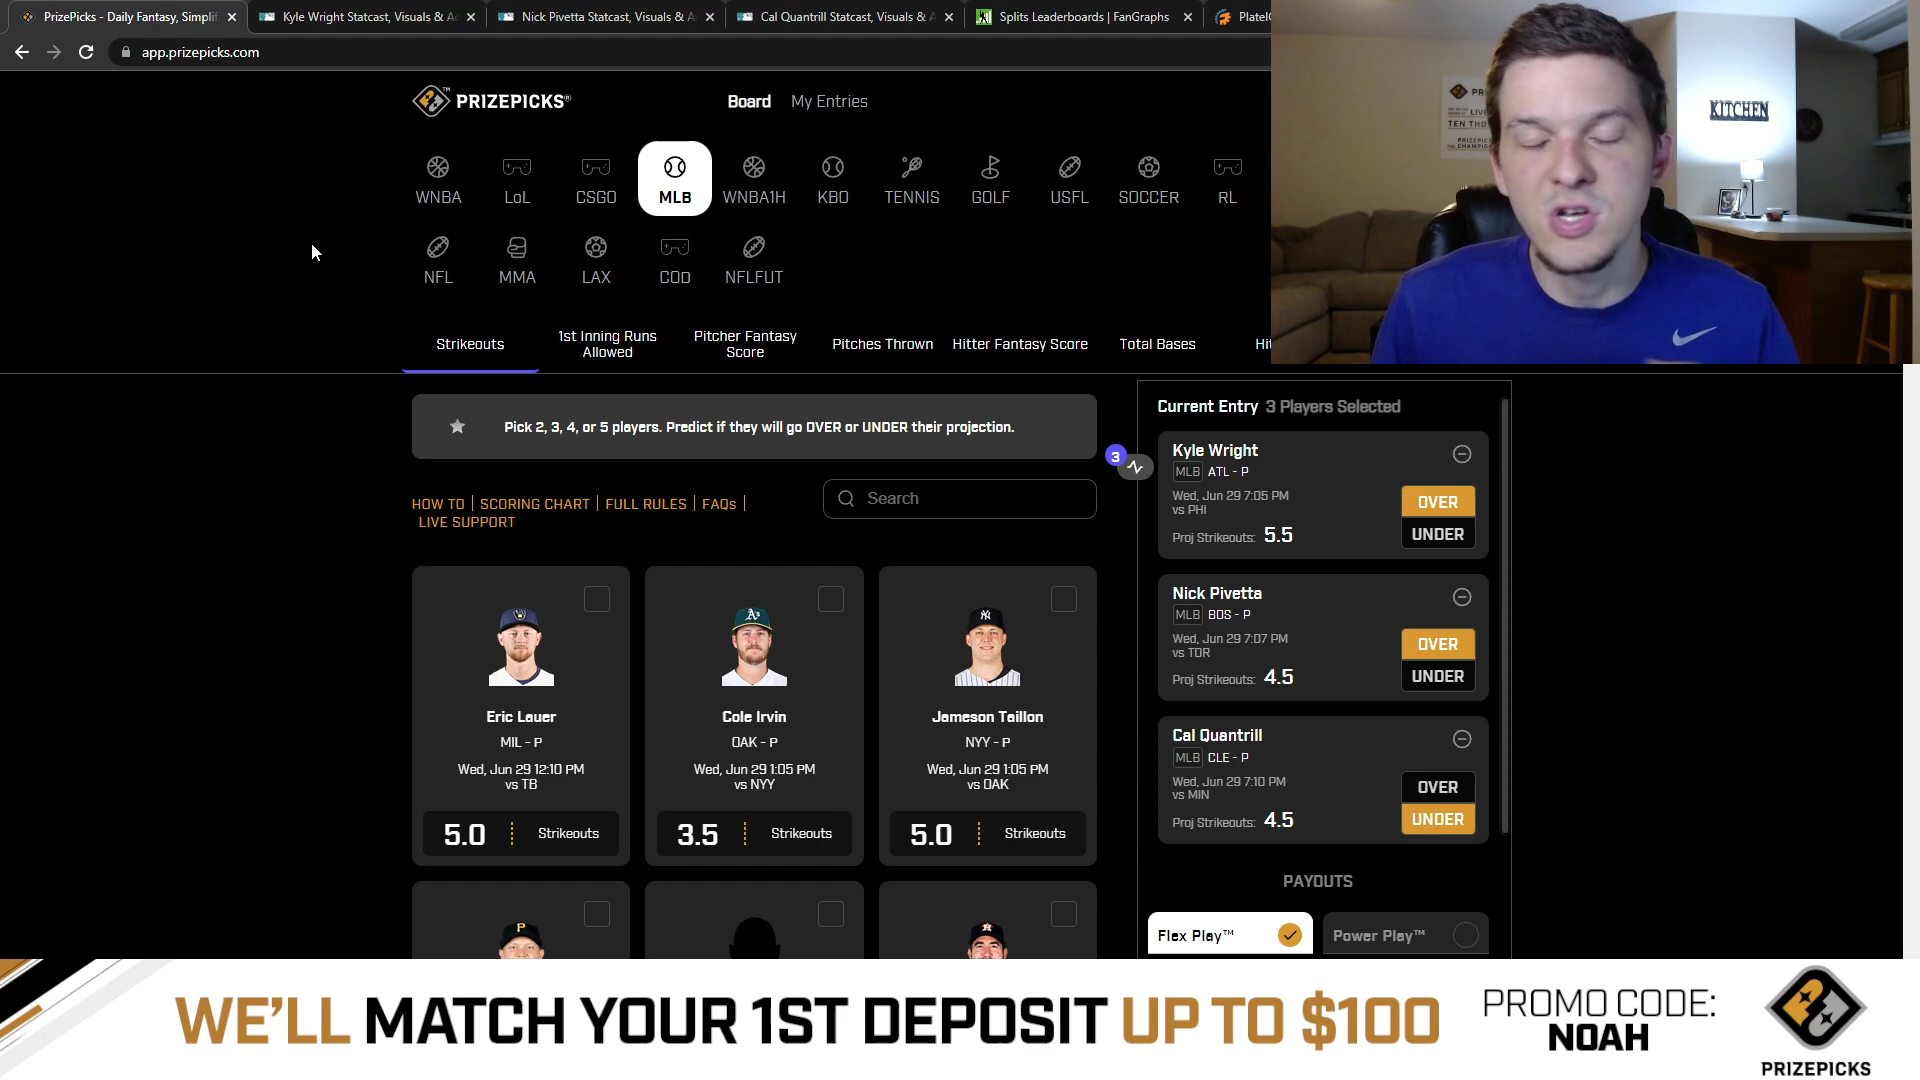 PrizePicks - Daily Fantasy, Simplif
Kyle Wright Statcast, Visuals & A
Nick Pivetta Statcast, Visuals & A
Cal Quantrill Statcast, Visuals & A
Splits Leaderboards | FanGraphs
app.prizepicks.com
PRIZEPICKS®
Board
My Entries
KITCHEN
WNBA
LoL
CSGO
MLB
WNBA1H
KBO
TENNIS
GOLF
USFL
SOCCER
RL
NFL
MMA
LAX
COD
NFLFUT
Strikeouts
1st Inning Runs
Allowed
Pitcher Fantasy
Score
Pitches Thrown
Hitter Fantasy Score
Total Bases
Pick 2, 3, 4, or 5 players. Predict if they will go OVER or UNDER their projection.
HOW TO | SCORING CHART | FULL RULES | FAQs |
LIVE SUPPORT
Search
Eric Lauer
MIL - P
Wed, Jun 29 12:10 PM
vs TB
5.0 Strikeouts
Cole Irvin
OAK - P
Wed, Jun 29 1:05 PM
vs NYY
3.5 Strikeouts
Jameson Taillon
NYY - P
Wed, Jun 29 1:05 PM
vs OAK
5.0 Strikeouts
3
Current Entry 3 Players Selected
Kyle Wright
MLB ATL - P
Wed, Jun 29 7:05 PM
vs PHI
Proj Strikeouts: 5.5
OVER
UNDER
Nick Pivetta
MLB BOS - P
Wed, Jun 29 7:07 PM
vs TOR
Proj Strikeouts: 4.5
OVER
UNDER
Cal Quantrill
MLB CLE - P
Wed, Jun 29 7:10 PM
vs MIN
Proj Strikeouts: 4.5
OVER
UNDER
PAYOUTS
Flex Play™
Power Play™
WE'LL MATCH YOUR 1ST DEPOSIT UP TO $100
PROMO CODE:
NOAH
PRIZEPICKS